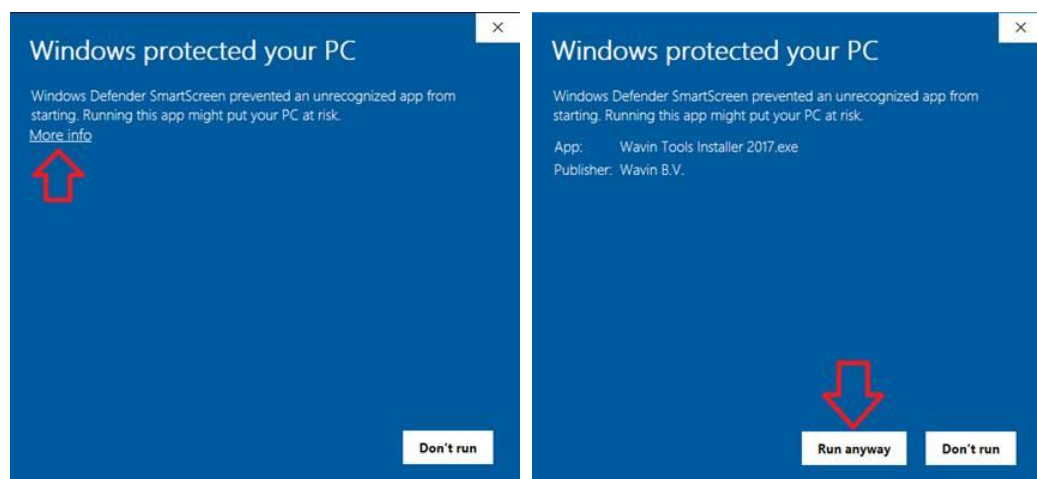 Windows protected your PC
Windows Defender SmartScreen prevented an unrecognized app from
starting. Running this app might put your PC at risk.
More info
Don't run
Windows protected your PC
Windows Defender SmartScreen prevented an unrecognized app from
starting. Running this app might put your PC at risk.
App: Wavin Tools Installer 2017.exe
Publisher: Wavin B.V.
Run anyway Don't run